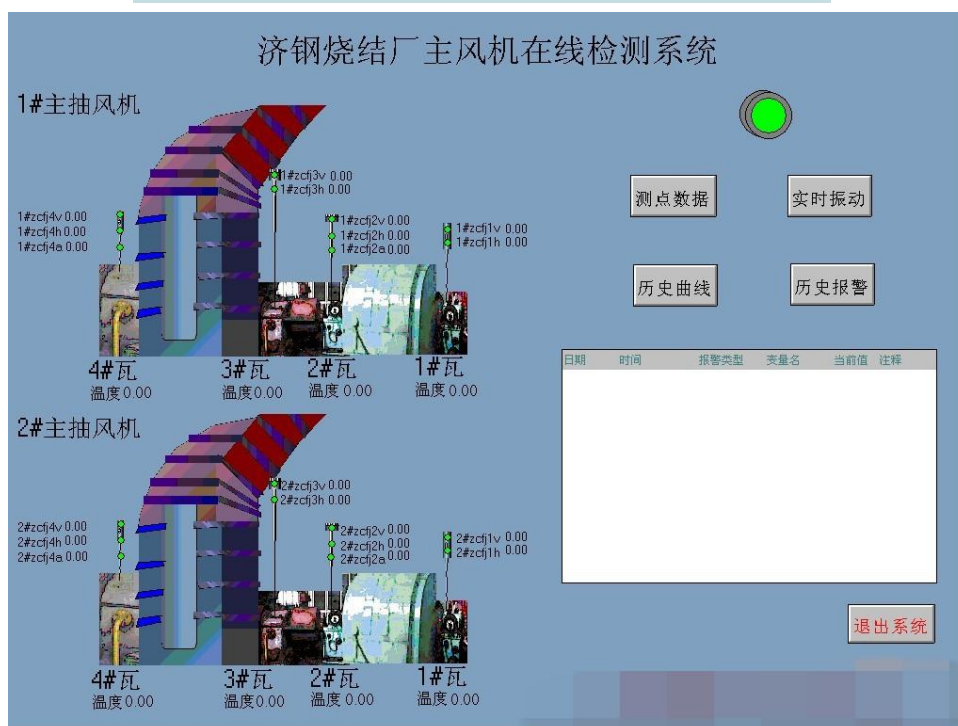 济钢烧结厂主风机在线检测系统
1#主抽风机
1#zcfj3v 0.00
1#zcfj3h 0.00
1#zcfj4v 0.00
1#zcfj4h 0.00
1#zcfj4a 0.00
1#zcfj2v 0.00
1#zcfj2h 0.00
1#zcfj2a 0.00
1#zcfj1v 0.00
1#zcfj1h 0.00
4#瓦 3#瓦 2#瓦 1#瓦
温度 0.00 温度 0.00 温度 0.00 温度 0.00
2#主抽风机
2#zcfj3v 0.00
2#zcfj3h 0.00
2#zcfj4v 0.00
2#zcfj4h 0.00
2#zcfj4a 0.00
2#zcfj2v 0.00
2#zcfj2h 0.00
2#zcfj2a 0.00
2#zcfj1v 0.00
2#zcfj1h 0.00
4#瓦 3#瓦 2#瓦 1#瓦
温度 0.00 温度 0.00 温度 0.00 温度 0.00
测点数据 实时振动
历史曲线 历史报警
日期 时间 报警类型 变量名 当前值 注释
退出系统